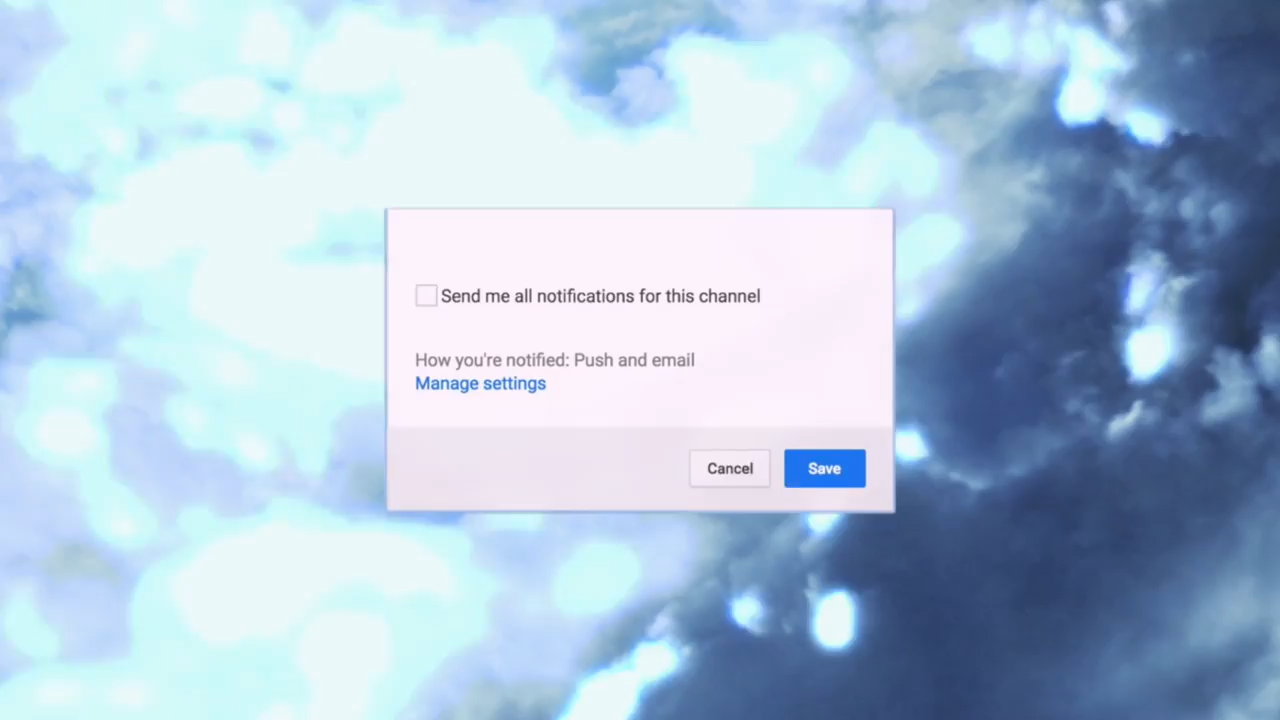 Send me all notifications for this channel
How you're notified: Push and email
Manage settings
Cancel
Save